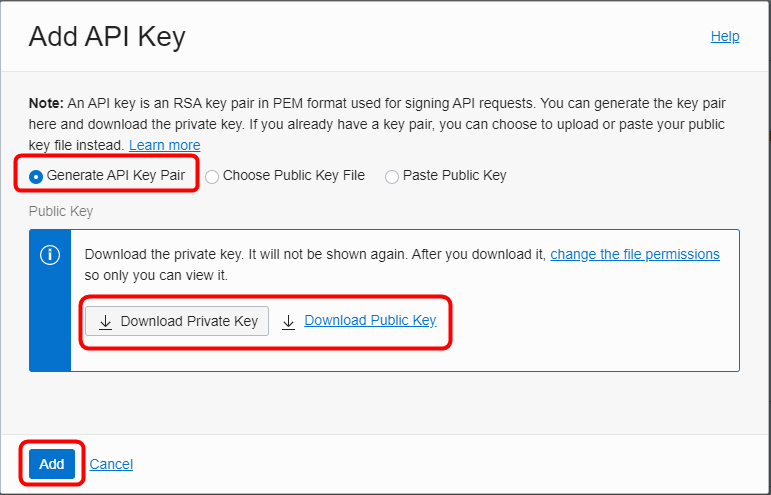 Add API Key
Help
Note: An API key is an RSA key pair in PEM format used for signing API requests. You can generate the key pair
here and download the private key. If you already have a key pair, you can choose to upload or paste your public
key file instead. Learn more
Generate API Key Pair Choose Public Key File Paste Public Key
Public Key
Download the private key. It will not be shown again. After you download it, change the file permissions
so only you can view it.
Download Private Key Download Public Key
Add Cancel